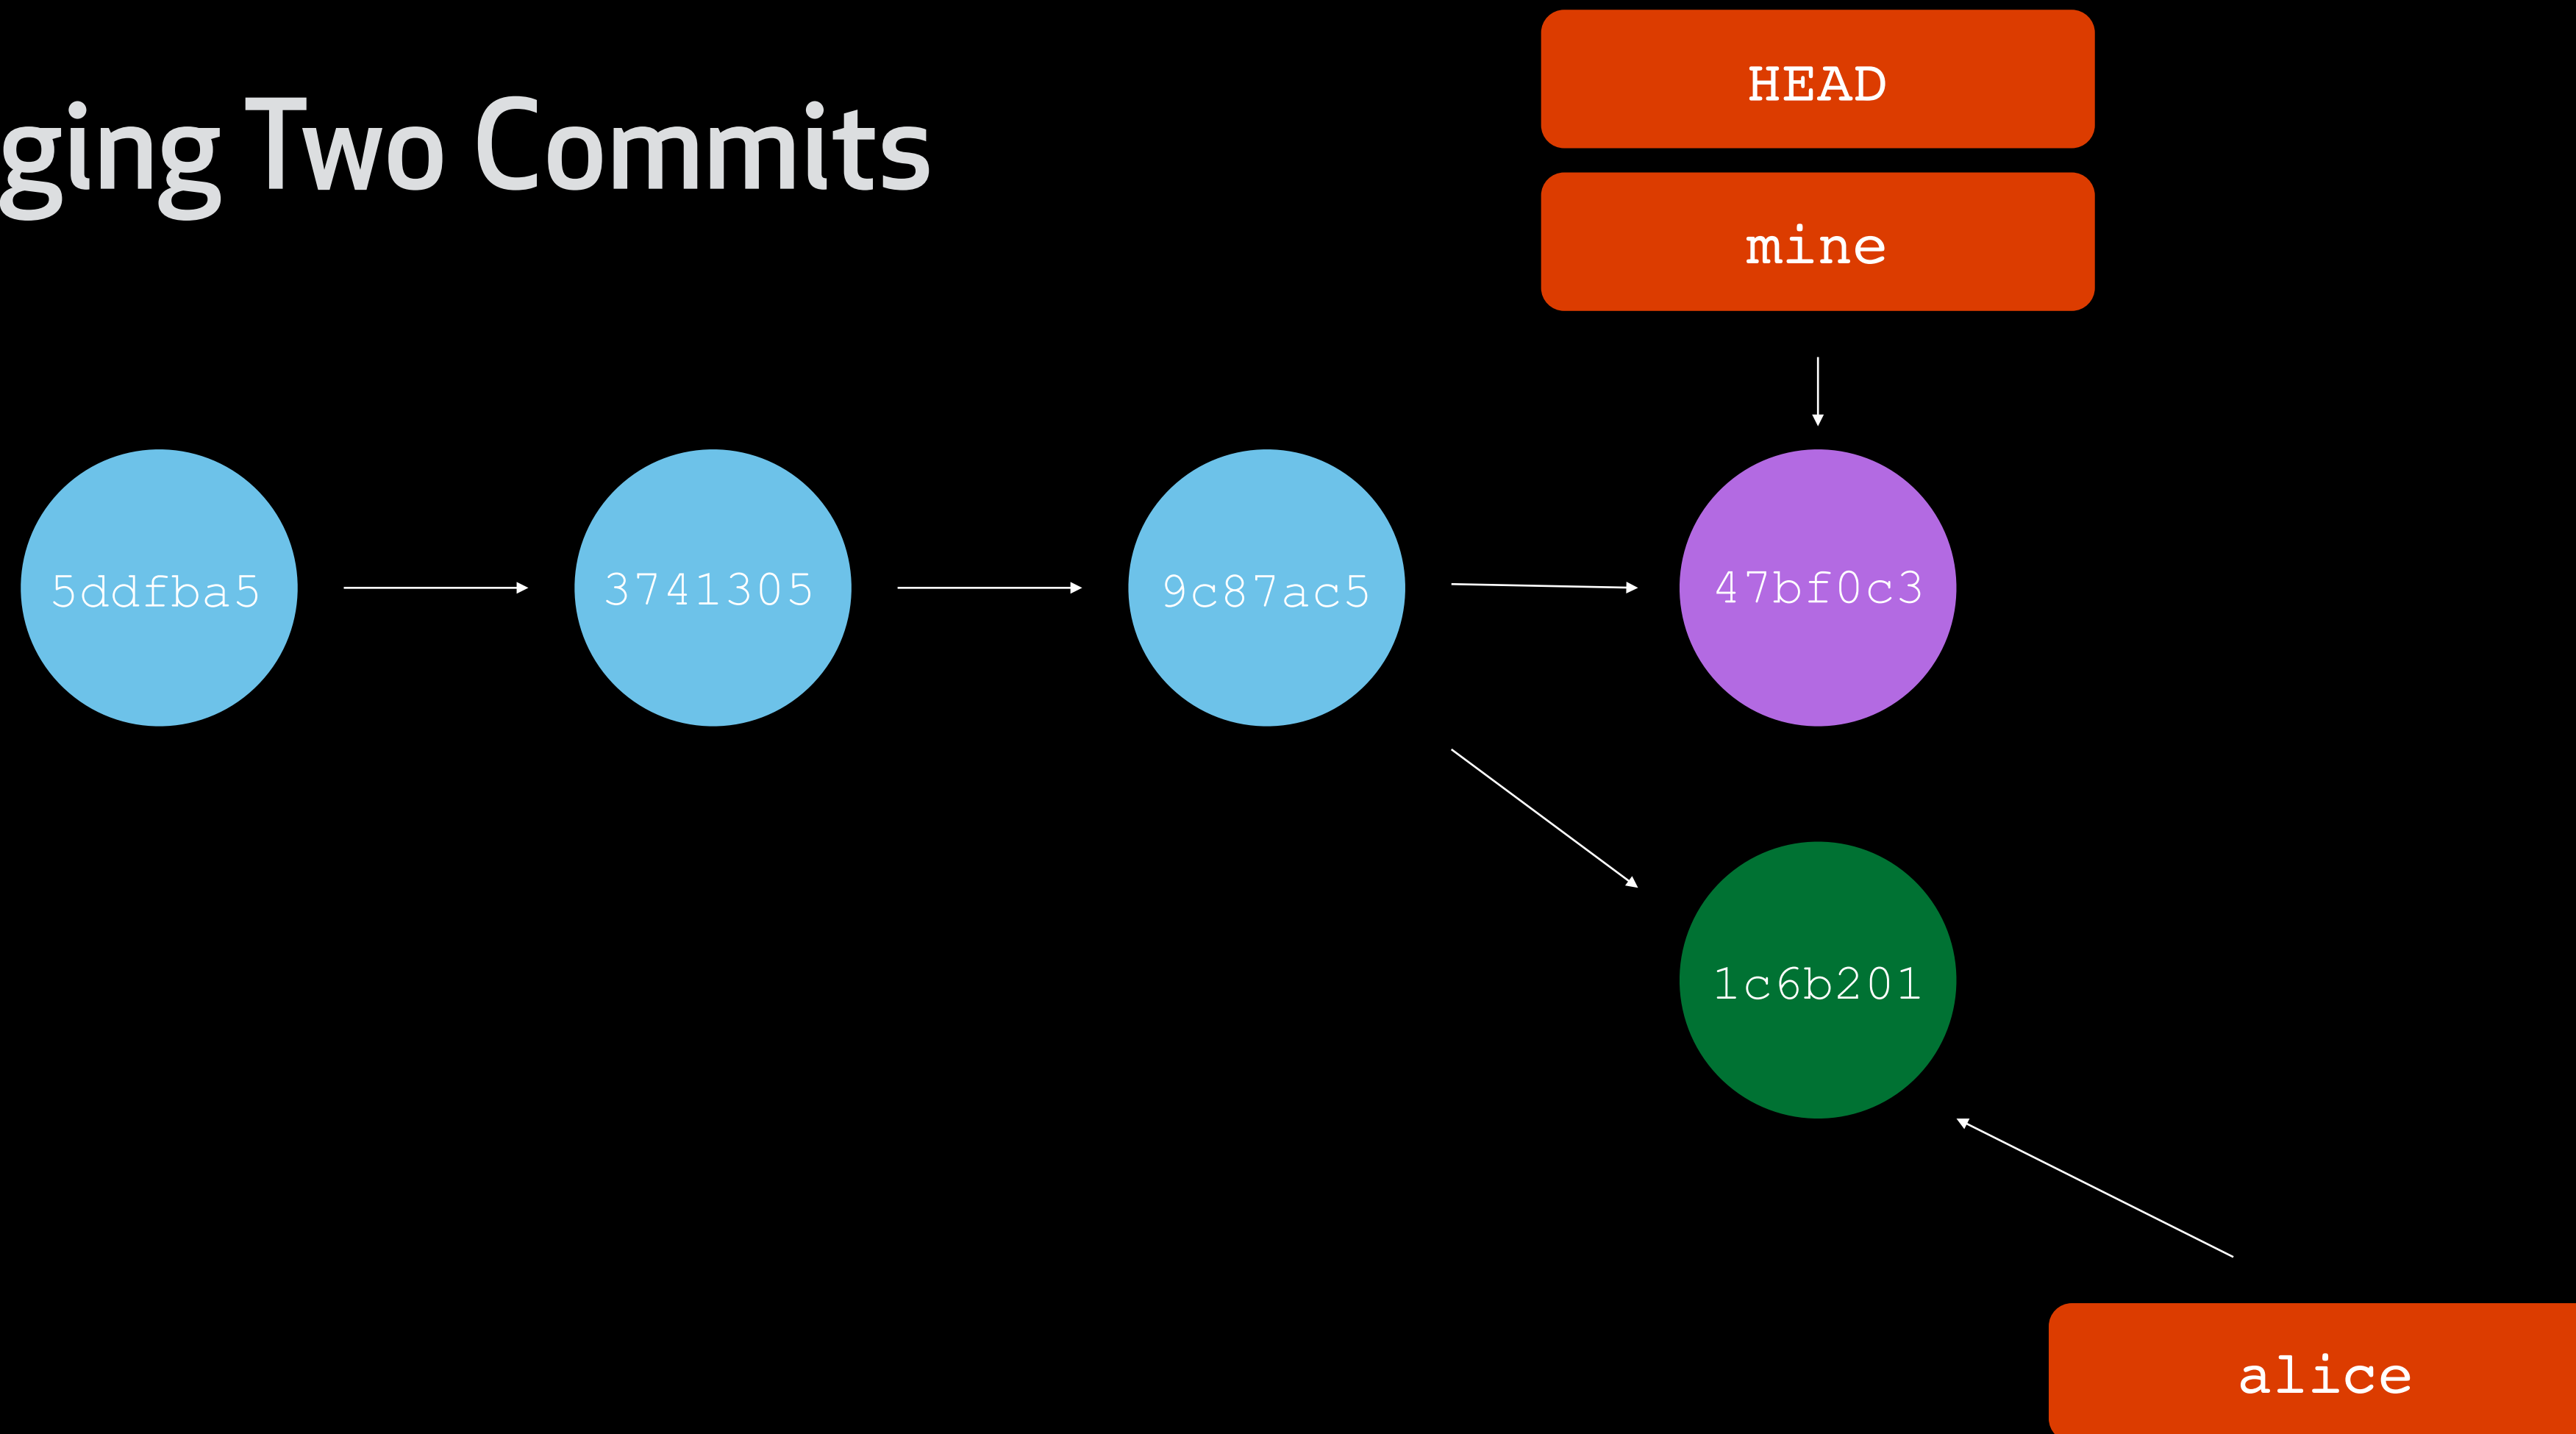 ging Two Commits
HEAD
mine
5ddfba5
3741305
9c87ac5
47bf0c3
1c6b201
alice